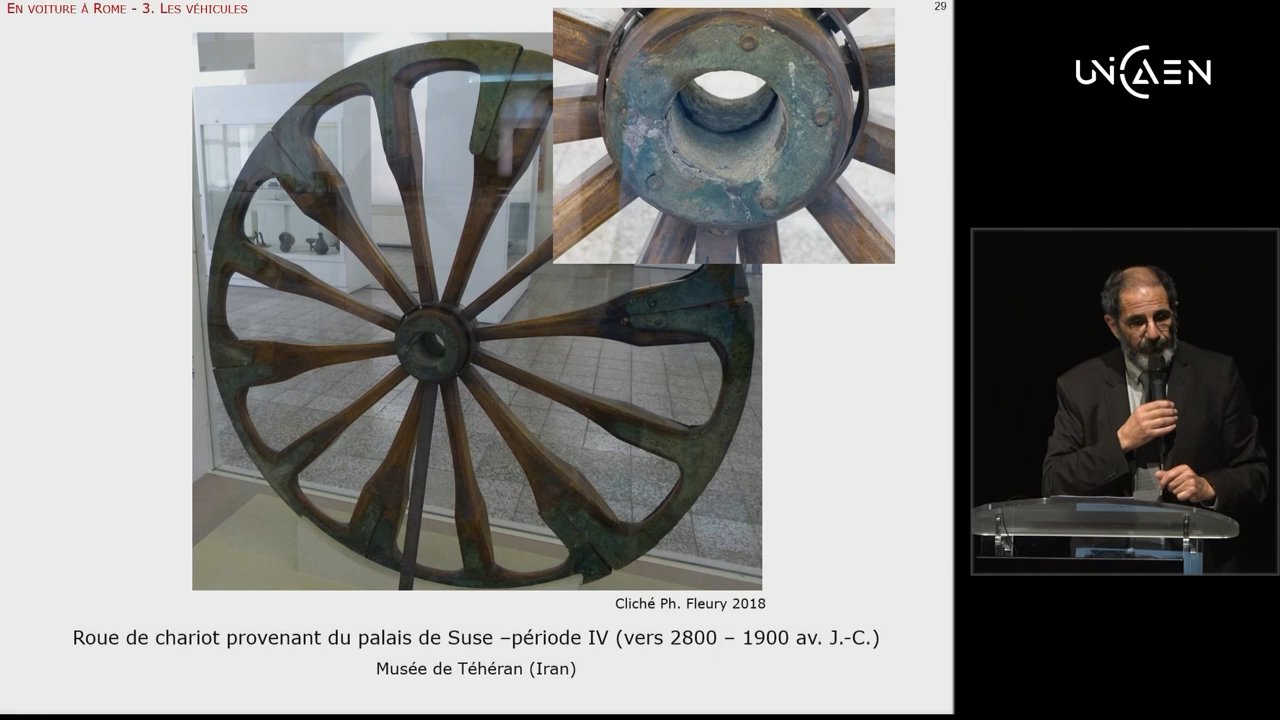 En voiture à Rome - 3. Les véhicules
29
UNICAEN
Cliché Ph. Fleury 2018
Roue de chariot provenant du palais de Suse –période IV (vers 2800 – 1900 av. J.-C.)
Musée de Téhéran (Iran)